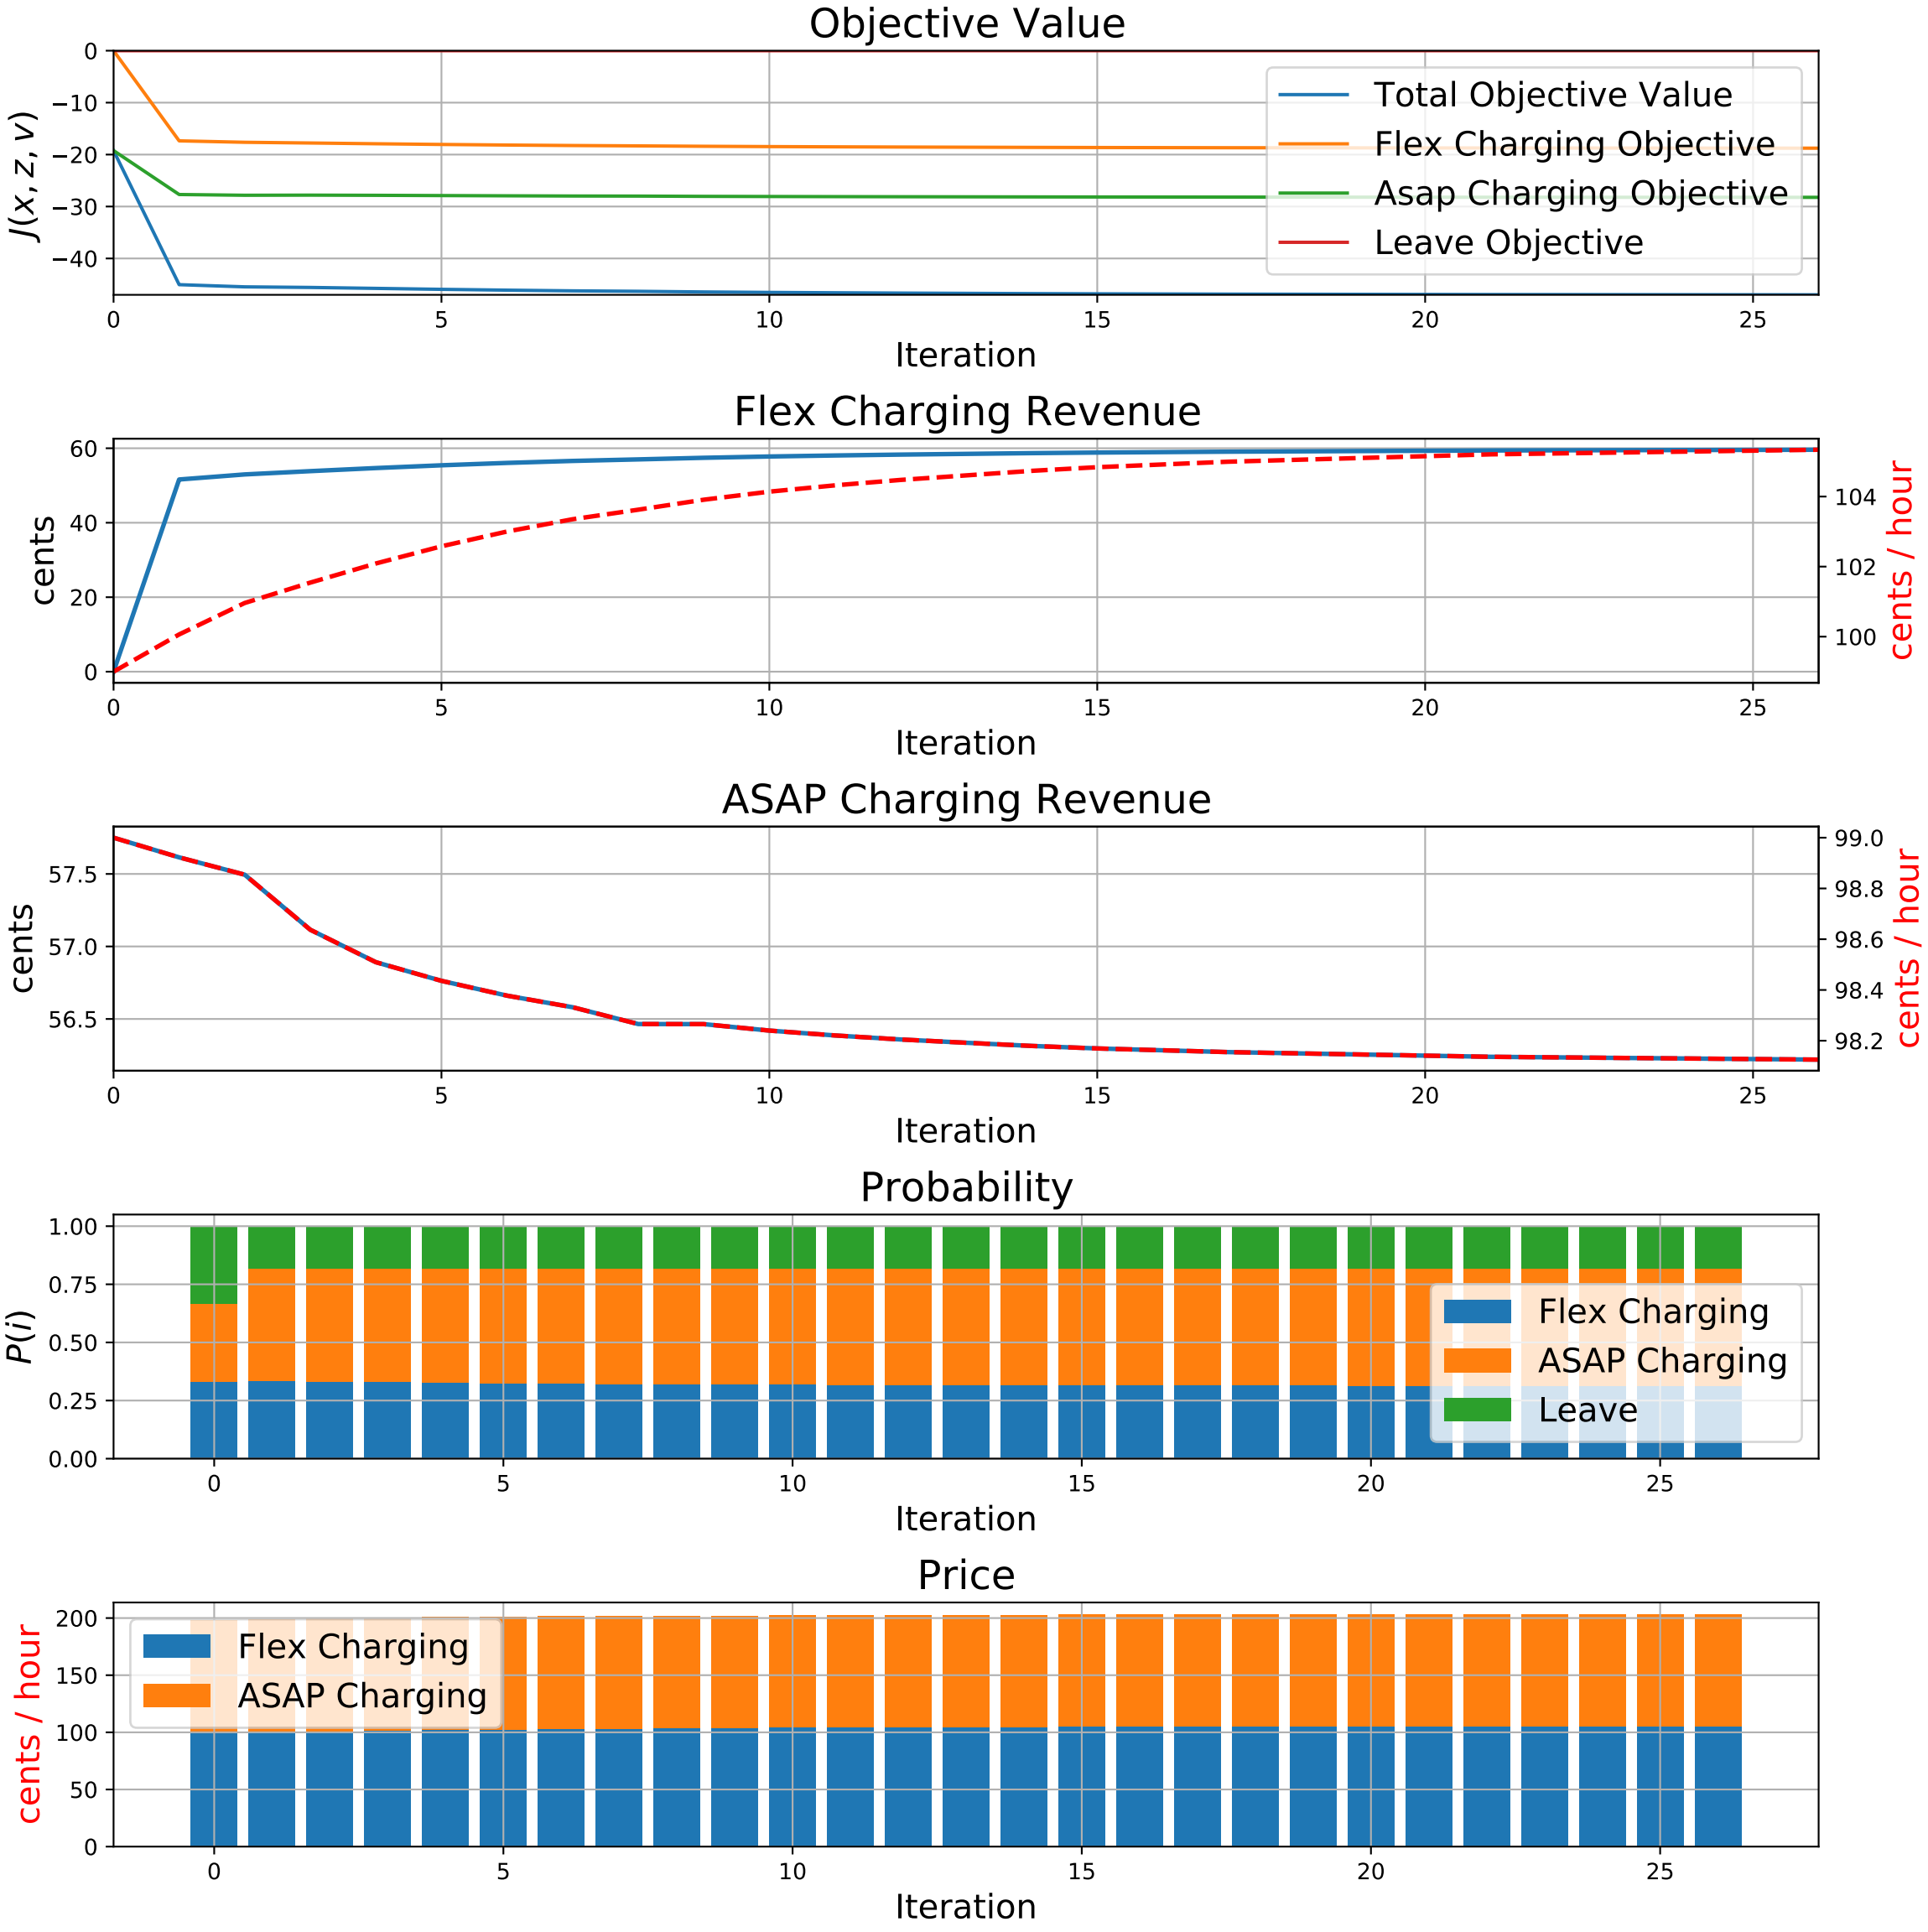 Objective Value
0
−10
−20
−30
−40
J(x, z, v)
Total Objective Value
Flex Charging Objective
Asap Charging Objective
Leave Objective
0 5 10 15 20 25
Iteration
Flex Charging Revenue
60
40
20
0
cents
104
102
100
cents / hour
0 5 10 15 20 25
Iteration
ASAP Charging Revenue
57.5
57.0
56.5
cents
99.0
98.8
98.6
98.4
98.2
cents / hour
0 5 10 15 20 25
Iteration
Probability
1.00
0.75
0.50
0.25
0.00
P(i)
Flex Charging
ASAP Charging
Leave
0 5 10 15 20 25
Iteration
Price
200
150
100
50
0
cents / hour
Flex Charging
ASAP Charging
0 5 10 15 20 25
Iteration